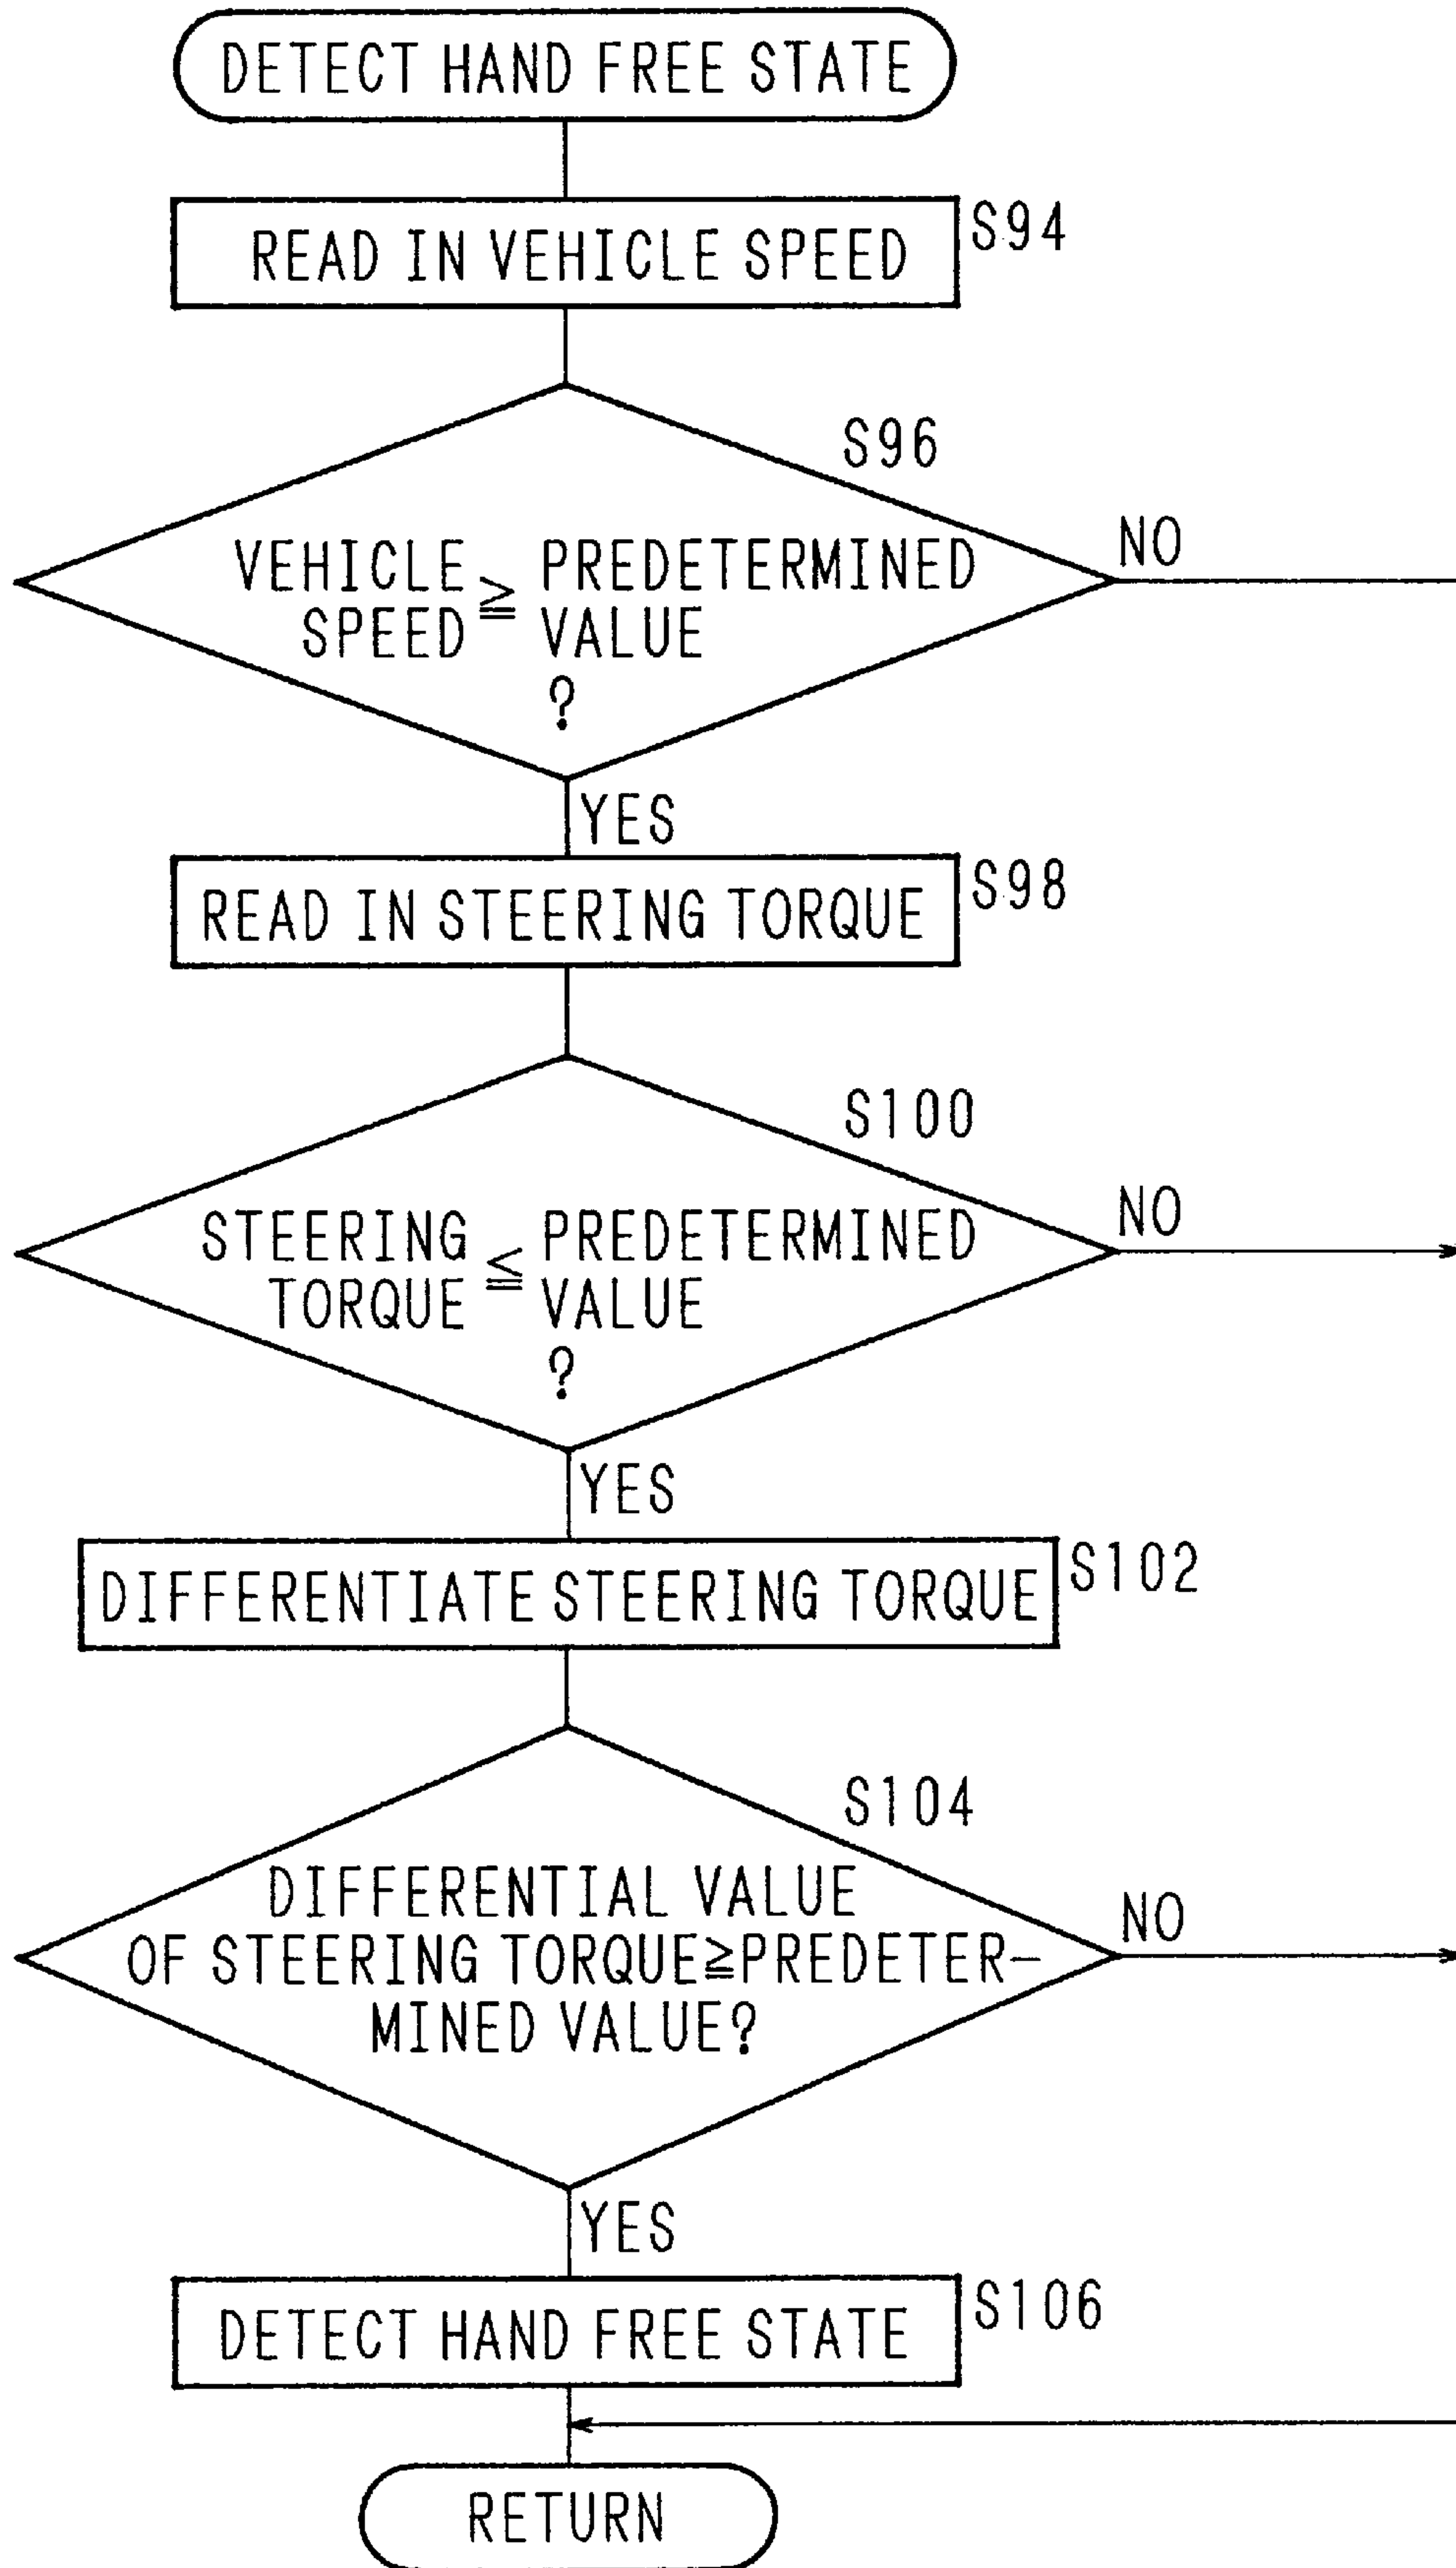 DETECT HAND FREE STATE
READ IN VEHICLE SPEED
S94
S96
VEHICLE ≧ PREDETERMINED
SPEED VALUE
?
NO
YES
READ IN STEERING TORQUE
S98
S100
STEERING ≦ PREDETERMINED
TORQUE VALUE
?
NO
YES
DIFFERENTIATE STEERING TORQUE
S102
S104
DIFFERENTIAL VALUE
OF STEERING TORQUE≧PREDETER-
MINED VALUE?
NO
YES
DETECT HAND FREE STATE
S106
RETURN